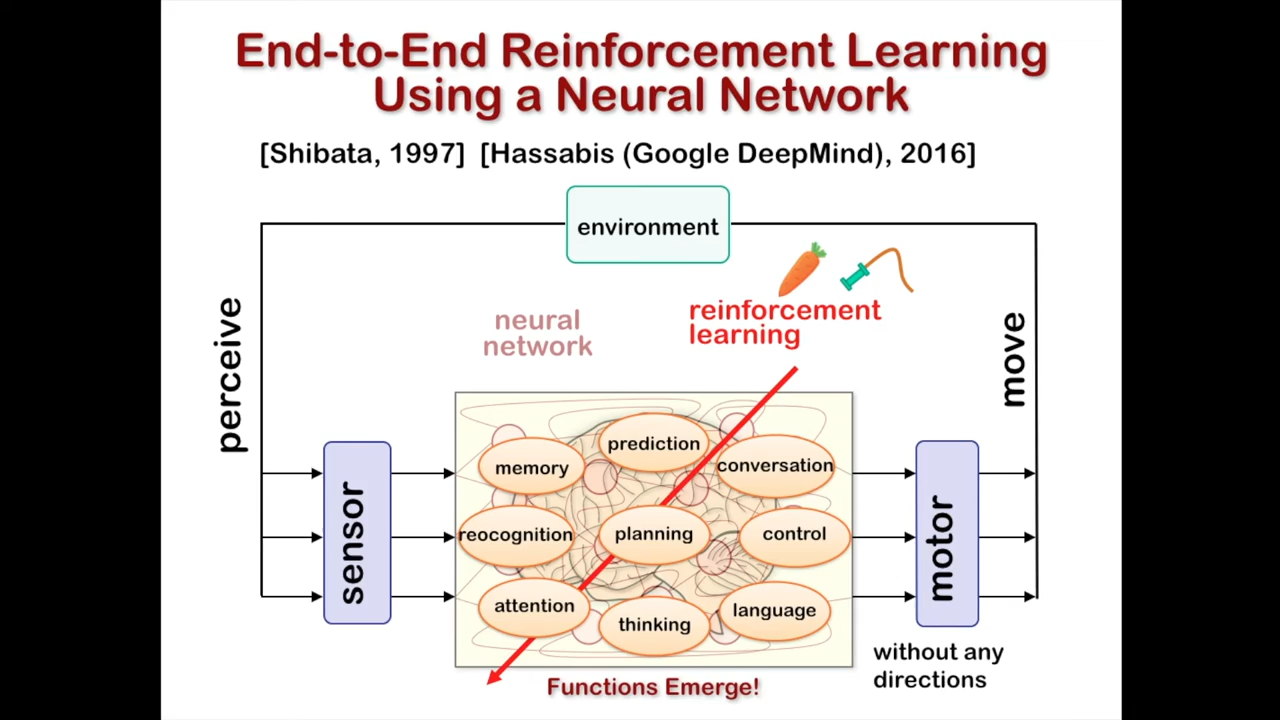 End-to-End Reinforcement Learning
Using a Neural Network
[Shibata, 1997] [Hassabis (Google DeepMind), 2016]
environment
perceive
neural
network
reinforcement
learning
move
sensor
memory
prediction
conversation
reocognition
planning
control
attention
thinking
language
motor
without any
directions
Functions Emerge!